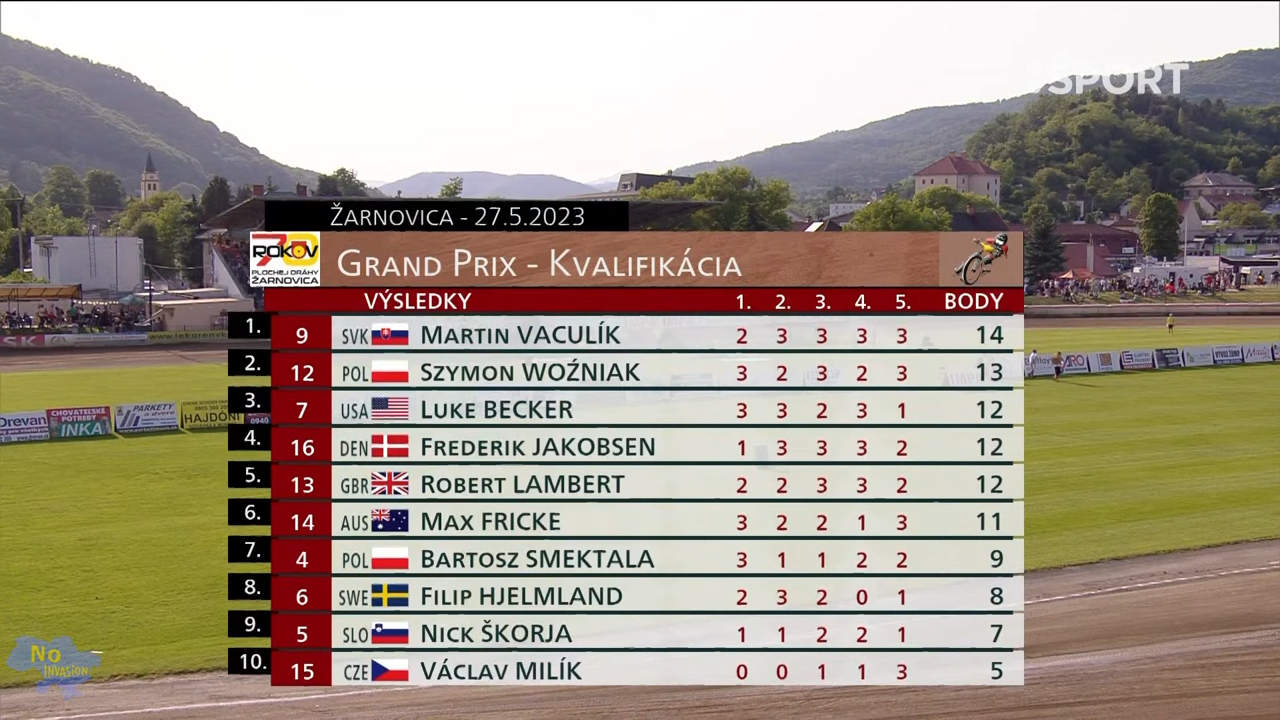 SPORT
ŽARNOVICA - 27.5.2023
70
ROKOV
PLOCHEJ DRÁHY
ŽARNOVICA
GRAND PRIX - KVALIFIKÁCIA
VÝSLEDKY 1. 2. 3. 4. 5. BODY
1. 9 SVK MARTIN VACULÍK 2 3 3 3 3 14
2. 12 POL SZYMON WOŹNIAK 3 2 3 2 3 13
3. 7 USA LUKE BECKER 3 3 2 3 1 12
4. 16 DEN FREDERIK JAKOBSEN 1 3 3 3 2 12
5. 13 GBR ROBERT LAMBERT 2 2 3 3 2 12
6. 14 AUS MAX FRICKE 3 2 2 1 3 11
7. 4 POL BARTOSZ SMEKTALA 3 1 1 2 2 9
8. 6 SWE FILIP HJELMLAND 2 3 2 0 1 8
9. 5 SLO NICK ŠKORJA 1 1 2 2 1 7
10. 15 CZE VÁCLAV MILÍK 0 0 1 1 3 5
CHOVATEĽSKÉ
POTREBY
INKA
PARKETY
a dvere
HAJDÓNI
No
INVASION